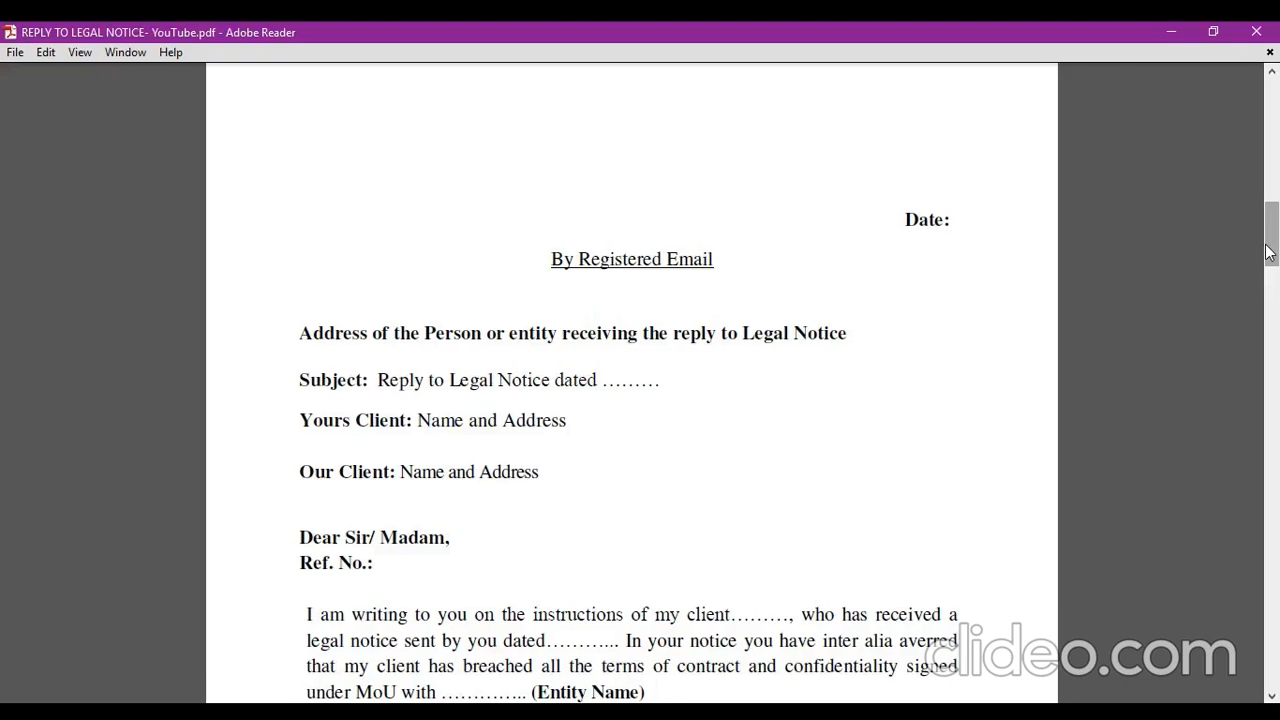 REPLY TO LEGAL NOTICE- YouTube.pdf - Adobe Reader
File Edit View Window Help
Date:
By Registered Email
Address of the Person or entity receiving the reply to Legal Notice
Subject: Reply to Legal Notice dated ………
Yours Client: Name and Address
Our Client: Name and Address
Dear Sir/ Madam,
Ref. No.:
I am writing to you on the instructions of my client………, who has received a
legal notice sent by you dated………... In your notice you have inter alia averred
that my client has breached all the terms of contract and confidentiality signed
under MoU with ………….. (Entity Name)
clideo.com